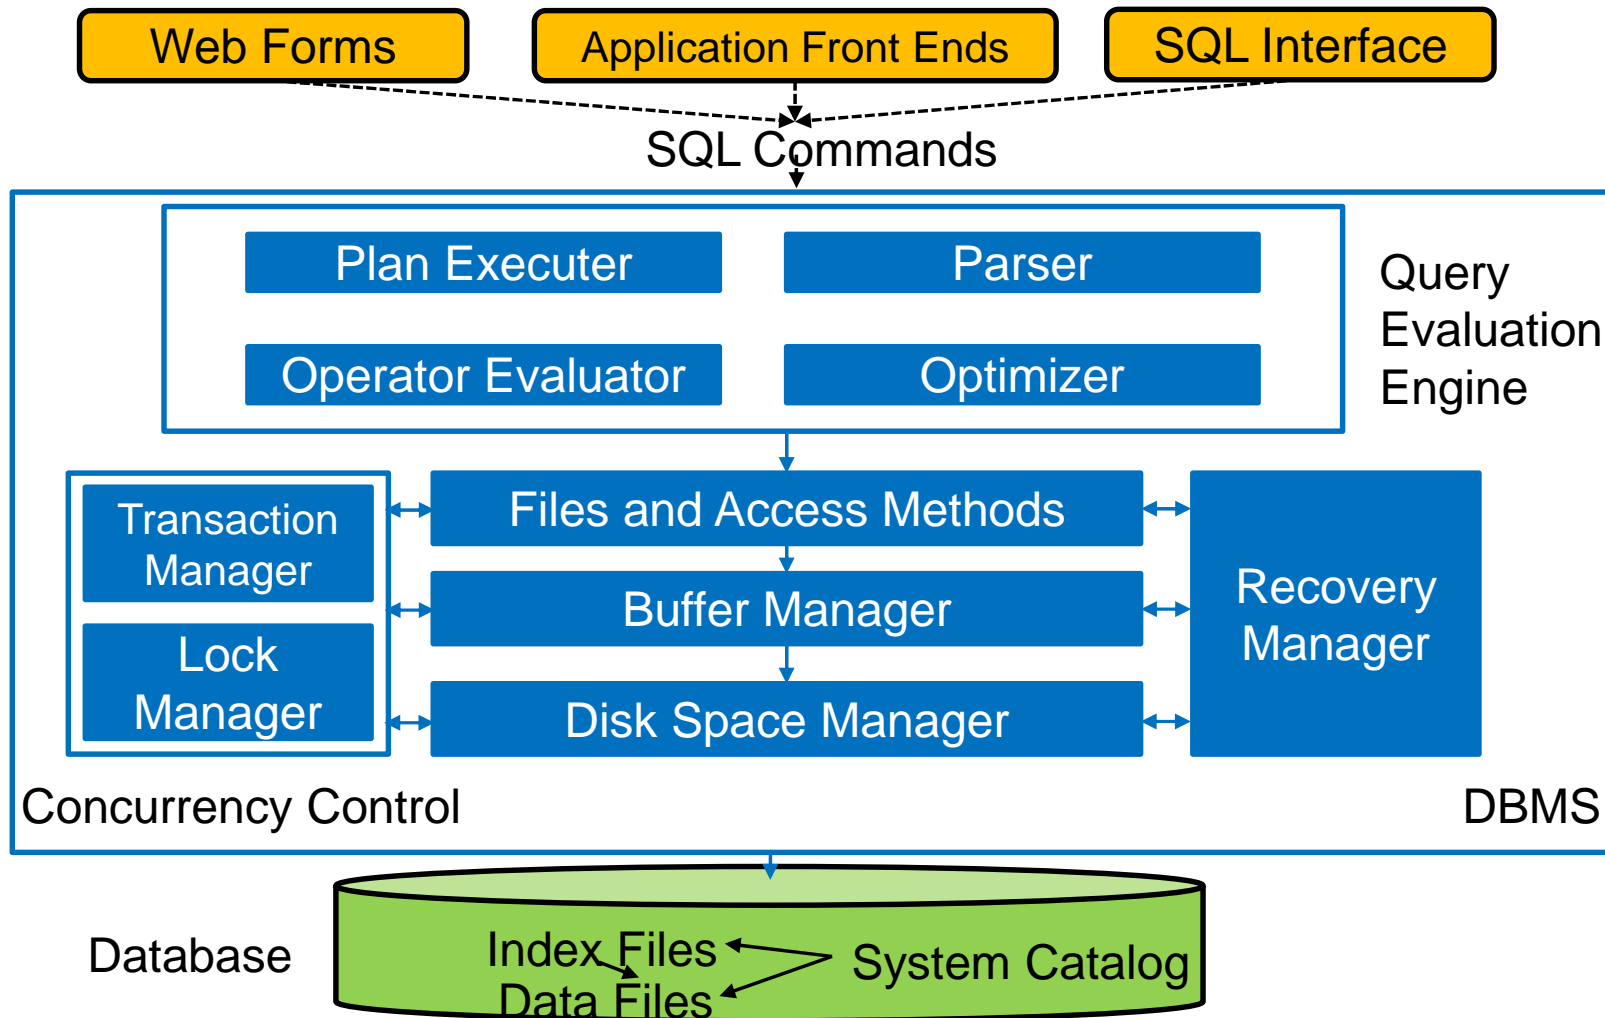 Web Forms
Application Front Ends
SQL Interface
SQL Commands
Plan Executer
Parser
Operator Evaluator
Optimizer
Query
Evaluation
Engine
Transaction
Manager
Lock
Manager
Files and Access Methods
Buffer Manager
Disk Space Manager
Recovery
Manager
Concurrency Control
DBMS
Database
Index Files
Data Files
System Catalog